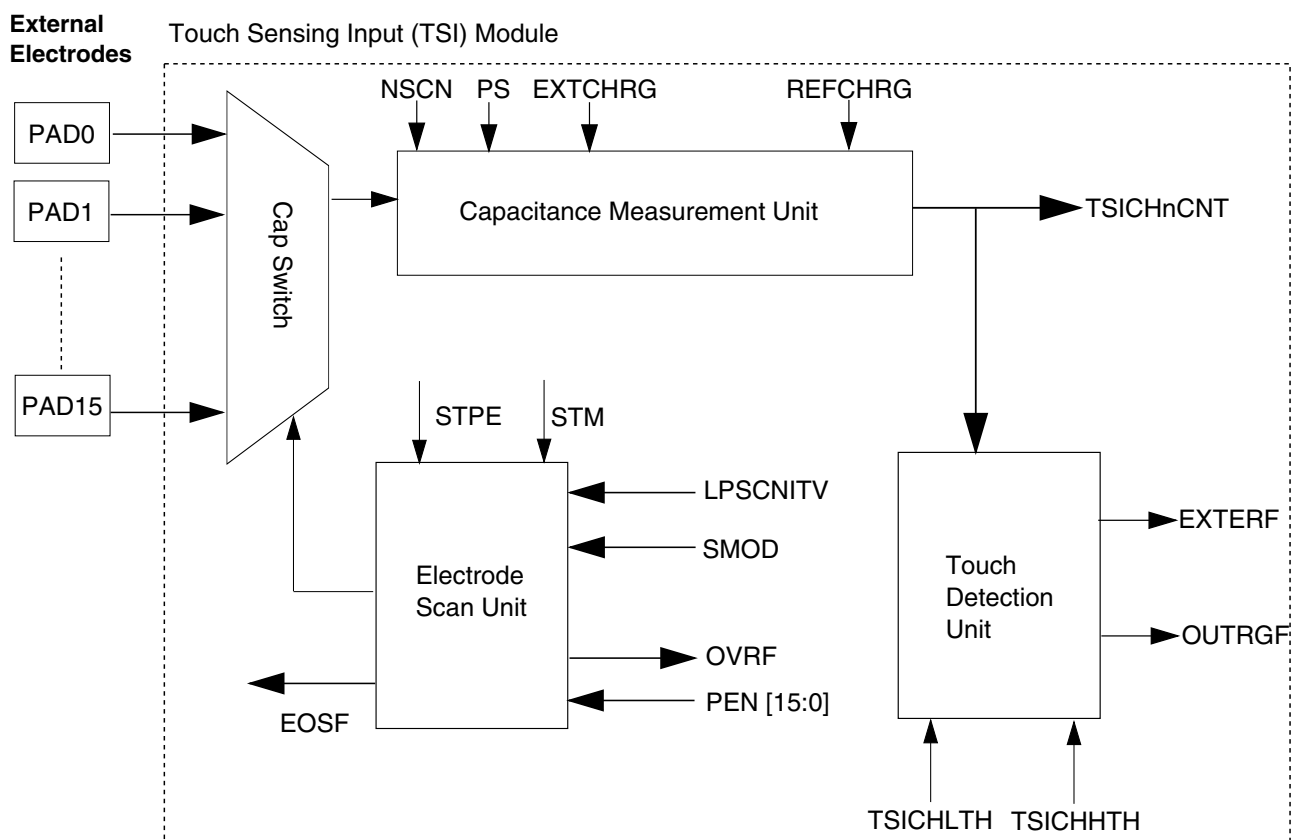 External
Electrodes
Touch Sensing Input (TSI) Module
NSCN PS EXTCHRG REFCHRG
PAD0
PAD1
PAD15
Cap Switch
Capacitance Measurement Unit
TSICHnCNT
STPE STM
LPSCNITV
SMOD
Electrode
Scan Unit
OVRF
PEN [15:0]
EOSF
Touch
Detection
Unit
EXTERF
OUTRGF
TSICHLTH TSICHHTH